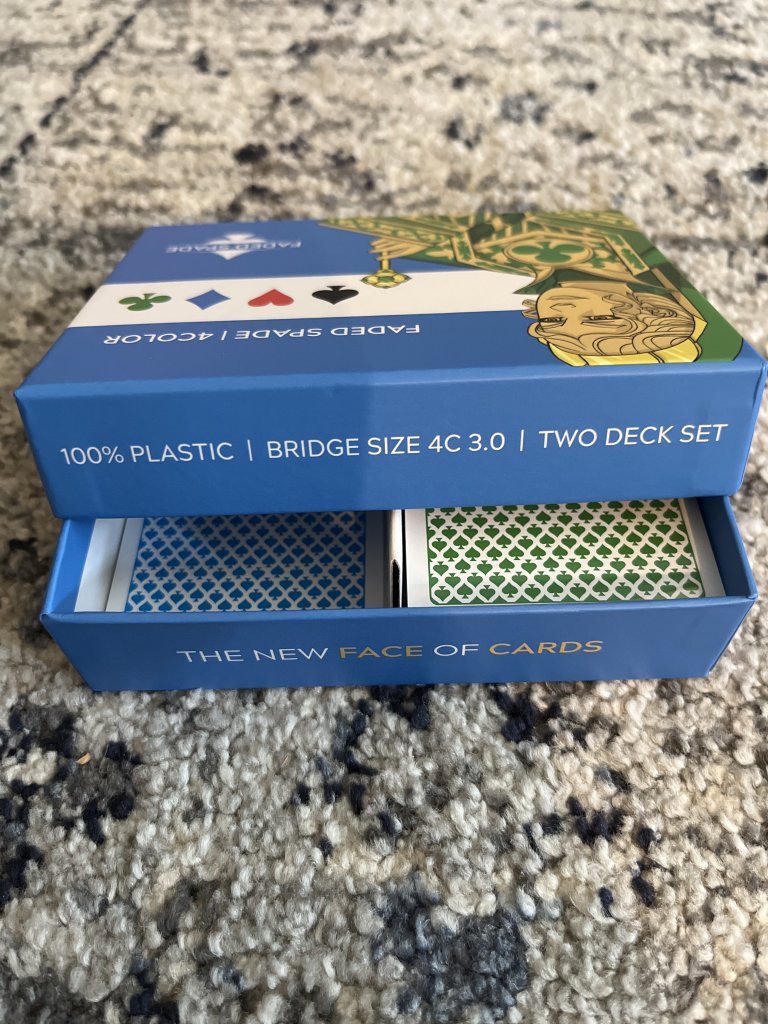 FADED SPADE
FADED SPADE | 4COLOR
100% PLASTIC | BRIDGE SIZE 4C 3.0 | TWO DECK SET
THE NEW FACE OF CARDS